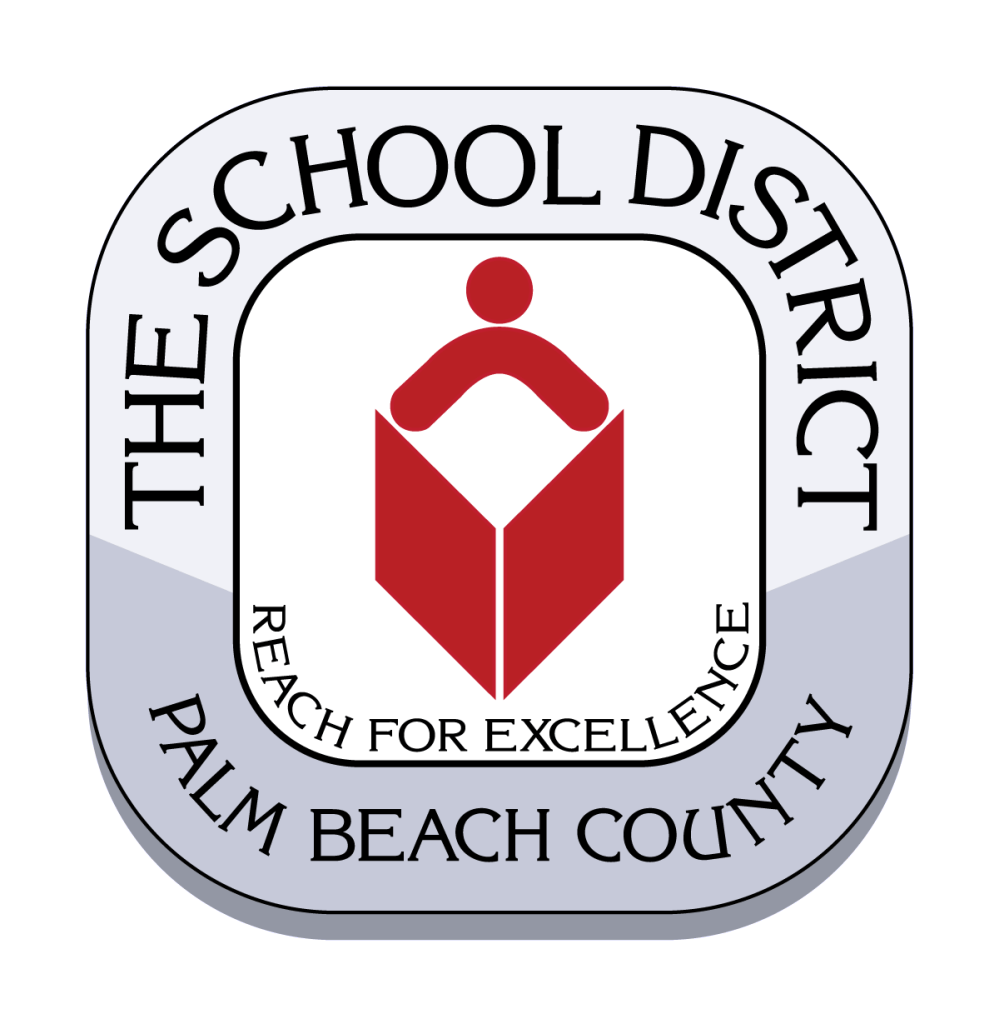 THE SCHOOL DISTRICT
REACH FOR EXCELLENCE
PALM BEACH COUNTY